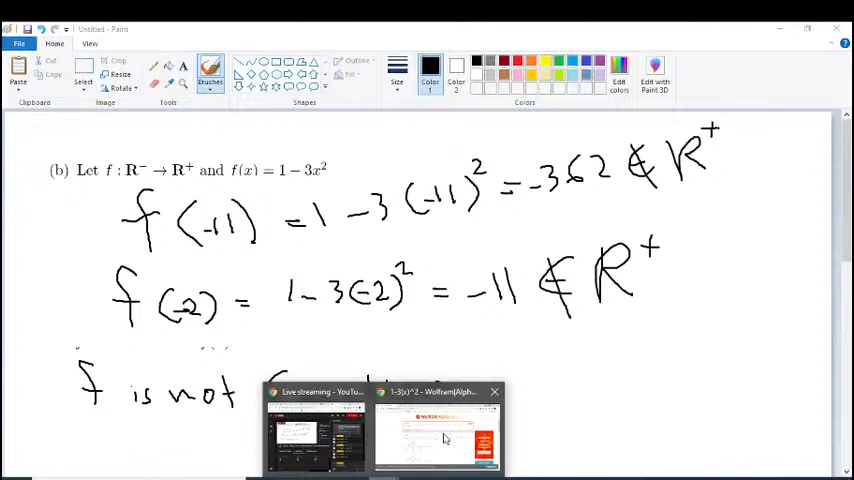 Untitled - Paint
File Home View
Paste
Cut
Copy
Clipboard
Select
Crop
Resize
Rotate
Image
Tools
Brushes
Shapes
Outline
Fill
Size
Color 1
Color 2
Edit colors
Colors
Edit with Paint 3D
(b) Let f : R⁻ → R⁺ and f(x) = 1 − 3x²
f(-11) = 1 - 3(-11)² = -362 ∉ R⁺
f(-2) = 1 - 3(-2)² = -11 ∉ R⁺
f is not
Live streaming - YouTu...
1-3(x)^2 - Wolfram|Alph...